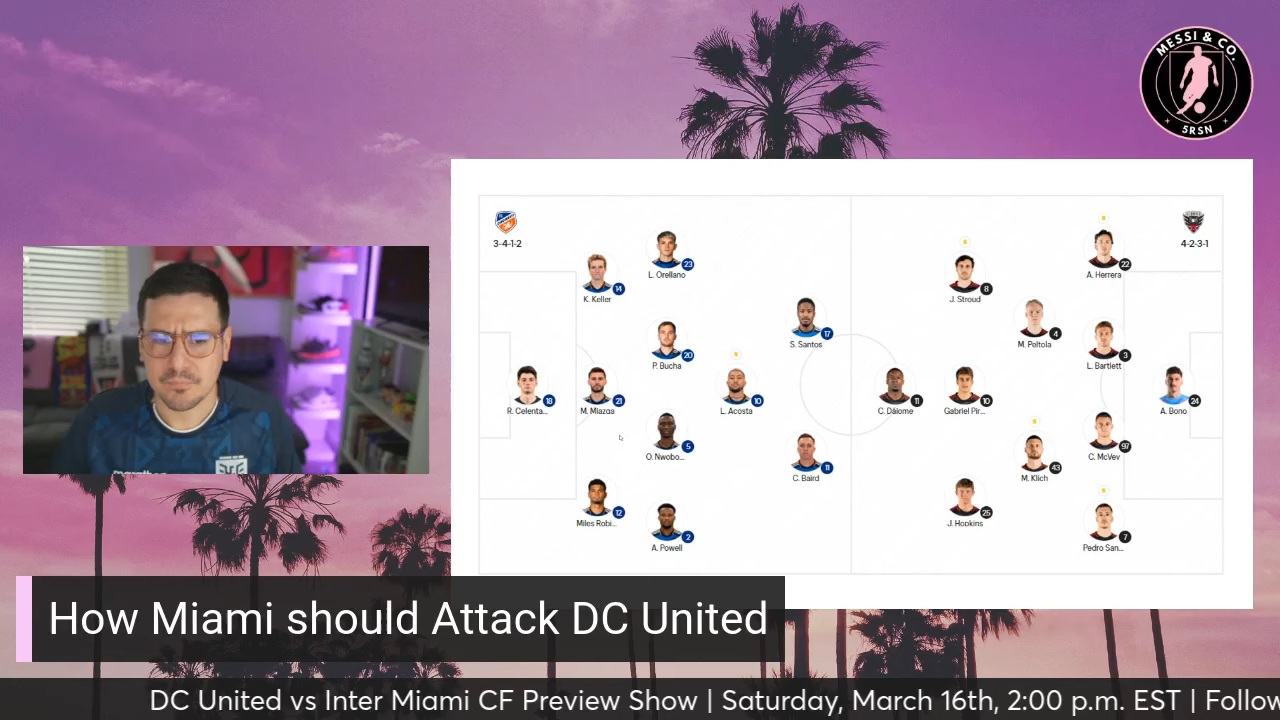 MESSI & CO.
SRSN
3-4-1-2
4-2-3-1
23
L. Orellano
22
A. Herrera
14
K. Keller
8
J. Stroud
17
S. Santos
4
M. Peltola
20
P. Bucha
3
L. Bartlett
18
R. Celenta...
21
M. Miazga
10
L. Acosta
11
C. Dájome
10
Gabriel Pir...
24
A. Bono
5
O. Nwobo...
97
C. McVey
11
C. Baird
43
M. Klich
12
Miles Robi...
25
J. Hopkins
2
A. Powell
7
Pedro San...
How Miami should Attack DC United
DC United vs Inter Miami CF Preview Show | Saturday, March 16th, 2:00 p.m. EST | Follow